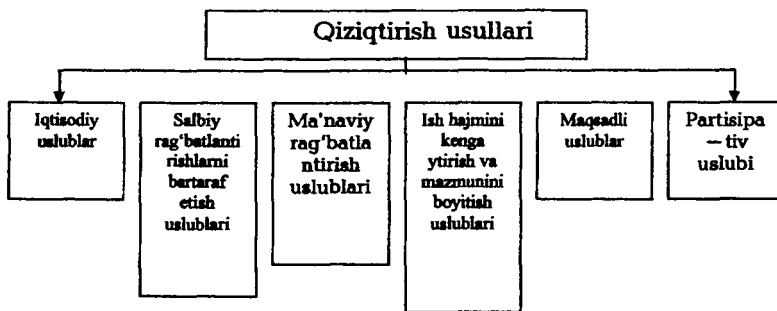 Qiziqtirish usullari
Iqtisodiy
uslublar
Salbiy
rag‘batlanti
rishlarni
bartaraf
etish
uslublari
Ma’naviy
rag‘batla
ntirish
uslublari
Ish hajmini
kenga
ytirish va
mazmunini
boyitish
uslublari
Maqsadli
uslublar
Partisipa
– tiv
uslubi